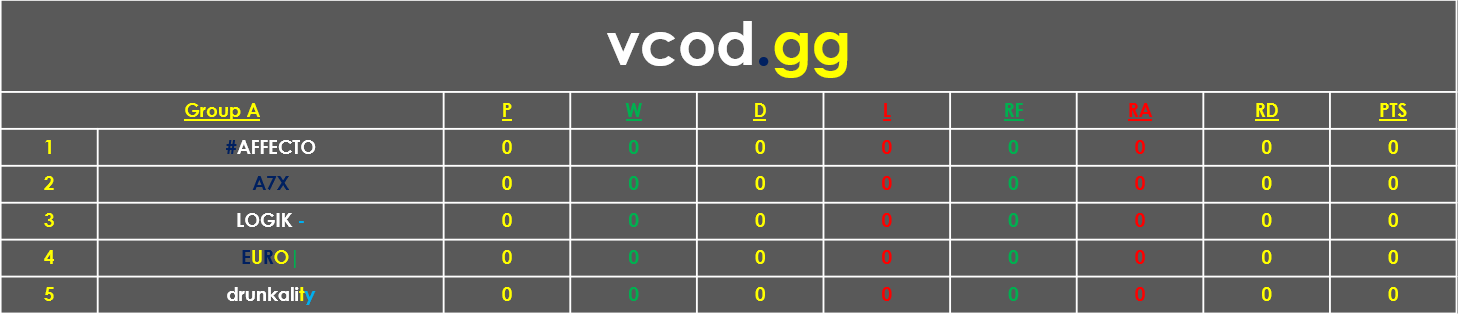 vcod.gg
Group A P W D L RF RA RD PTS
1 #AFFECTO 0 0 0 0 0 0 0 0
2 A7X 0 0 0 0 0 0 0 0
3 LOGIK - 0 0 0 0 0 0 0 0
4 EURO| 0 0 0 0 0 0 0 0
5 drunkality 0 0 0 0 0 0 0 0